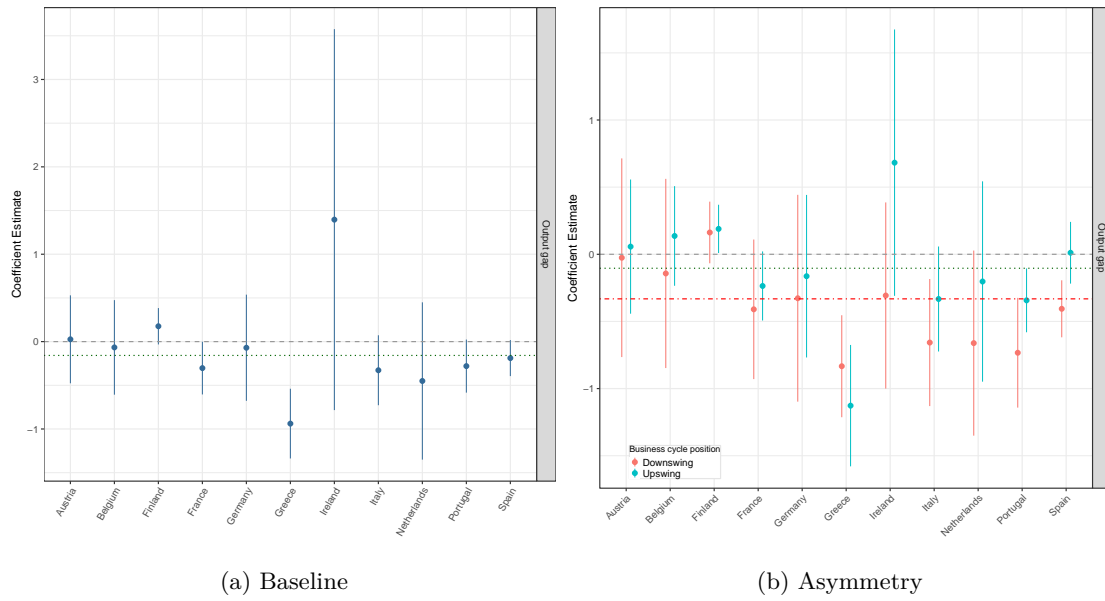 Coefficient Estimate
3
2
1
0
−1
Output gap
Austria
Belgium
Finland
France
Germany
Greece
Ireland
Italy
Netherlands
Portugal
Spain
(a) Baseline
Coefficient Estimate
1
0
−1
Output gap
Business cycle position
Downswing
Upswing
Austria
Belgium
Finland
France
Germany
Greece
Ireland
Italy
Netherlands
Portugal
Spain
(b) Asymmetry